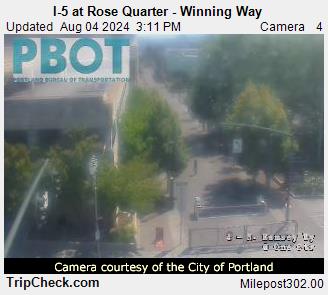 I-5 at Rose Quarter - Winning Way
Updated Aug 04 2024 3:11 PM Camera 4
PBOT
PORTLAND BUREAU OF TRANSPORTATION
Camera courtesy of the City of Portland
TripCheck.com Milepost302.00